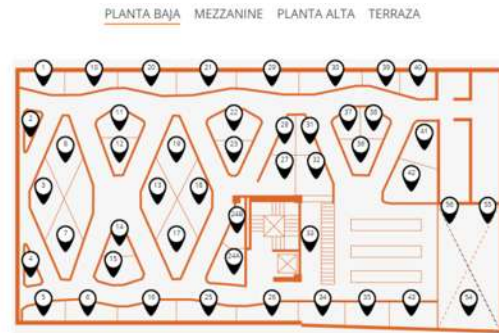 PLANTA BAJA MEZZANINE PLANTA ALTA TERRAZA
1 10 20 21 29 33 39 40
2 11 22 28 31 37 38 41
8 12 19 23 27 32 36 42
3 13 18 24B 56 55
7 14 17 30
4 15 24A
5 6 16 25 26 34 35 43 54